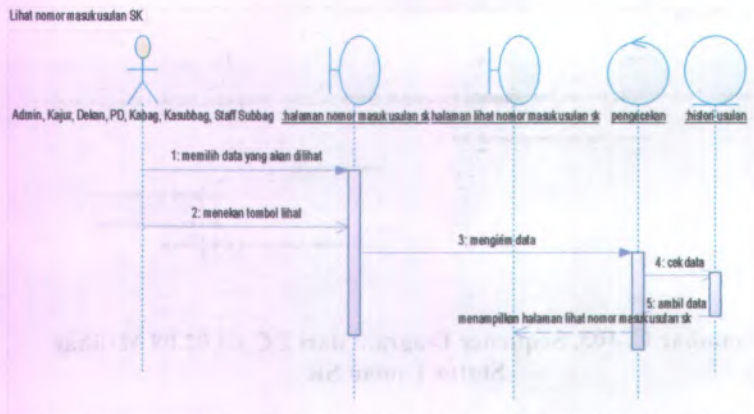 Lihat nomor masuk usulan SK
Admin, Kajur, Dekan, PD, Kabag, Kasubbag, Staff Subbag
:halaman nomor masuk usulan sk
halaman lihat nomor masuk usulan sk
pengecekan
:histori usulan
1: memilih data yang akan dilihat
2: menekan tombol lihat
3: mengirim data
4: cek data
5: ambil data
menampilkan halaman lihat nomor masuk usulan sk